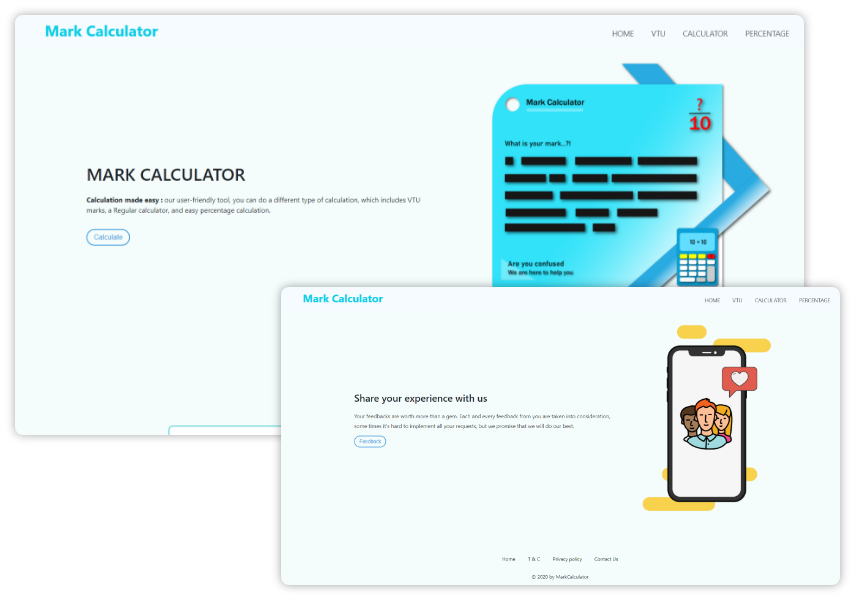 Mark Calculator
HOME VTU CALCULATOR PERCENTAGE
MARK CALCULATOR
Calculation made easy : our user-friendly tool, you can do a different type of calculation, which includes VTU
marks, a Regular calculator, and easy percentage calculation.
Calculate
Mark Calculator
?
10
What is your mark...?!
Are you confused
We are here to help you
10 × 10
Mark Calculator
HOME VTU CALCULATOR PERCENTAGE
Share your experience with us
Your feedbacks are worth more than a gem. Each and every feedback from you are taken into consideration,
some times it's hard to implement all your requests, but we promise that we will do our best.
Feedback
Home T & C Privacy policy Contact Us
© 2020 by MarkCalculator